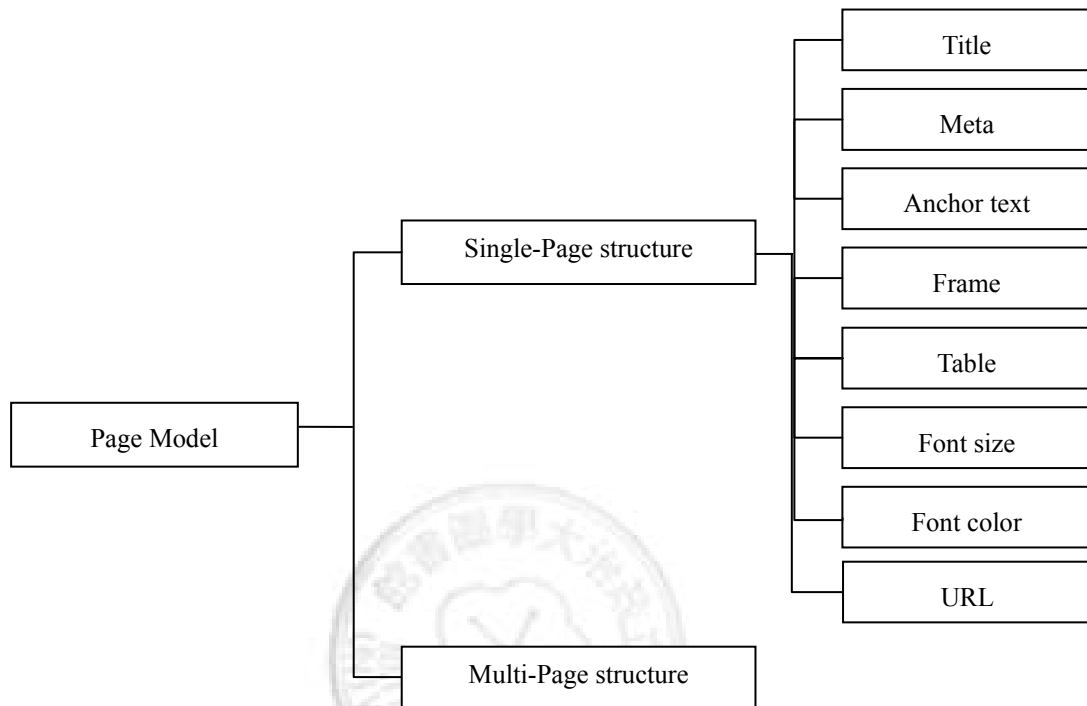 Title
Meta
Anchor text
Single-Page structure
Frame
Table
Page Model
Font size
Font color
URL
Multi-Page structure